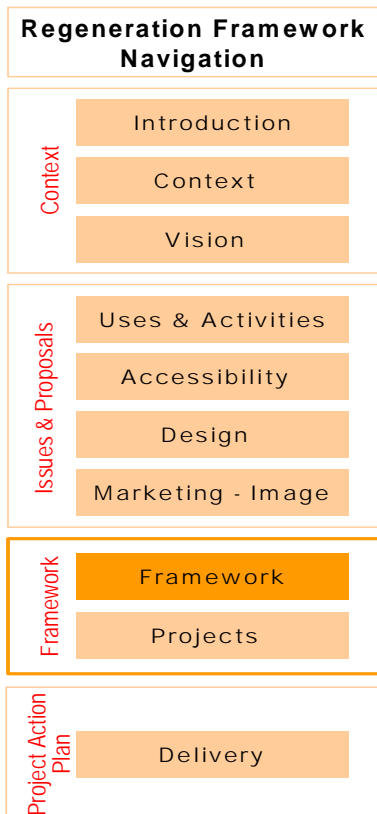 Regeneration Framework
Navigation
Context
Introduction
Context
Vision
Issues & Proposals
Uses & Activities
Accessibility
Design
Marketing - Image
Framework
Framework
Projects
Project Action
Plan
Delivery